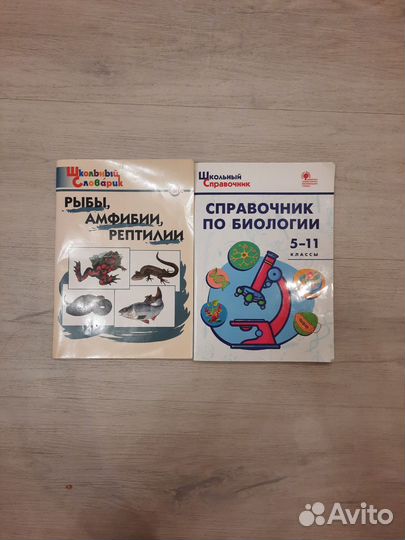 Школьный
Словарик
РЫБЫ,
АМФИБИИ,
РЕПТИЛИИ
Школьный
Справочник
СПРАВОЧНИК
ПО БИОЛОГИИ
5–11
КЛАССЫ
Avito